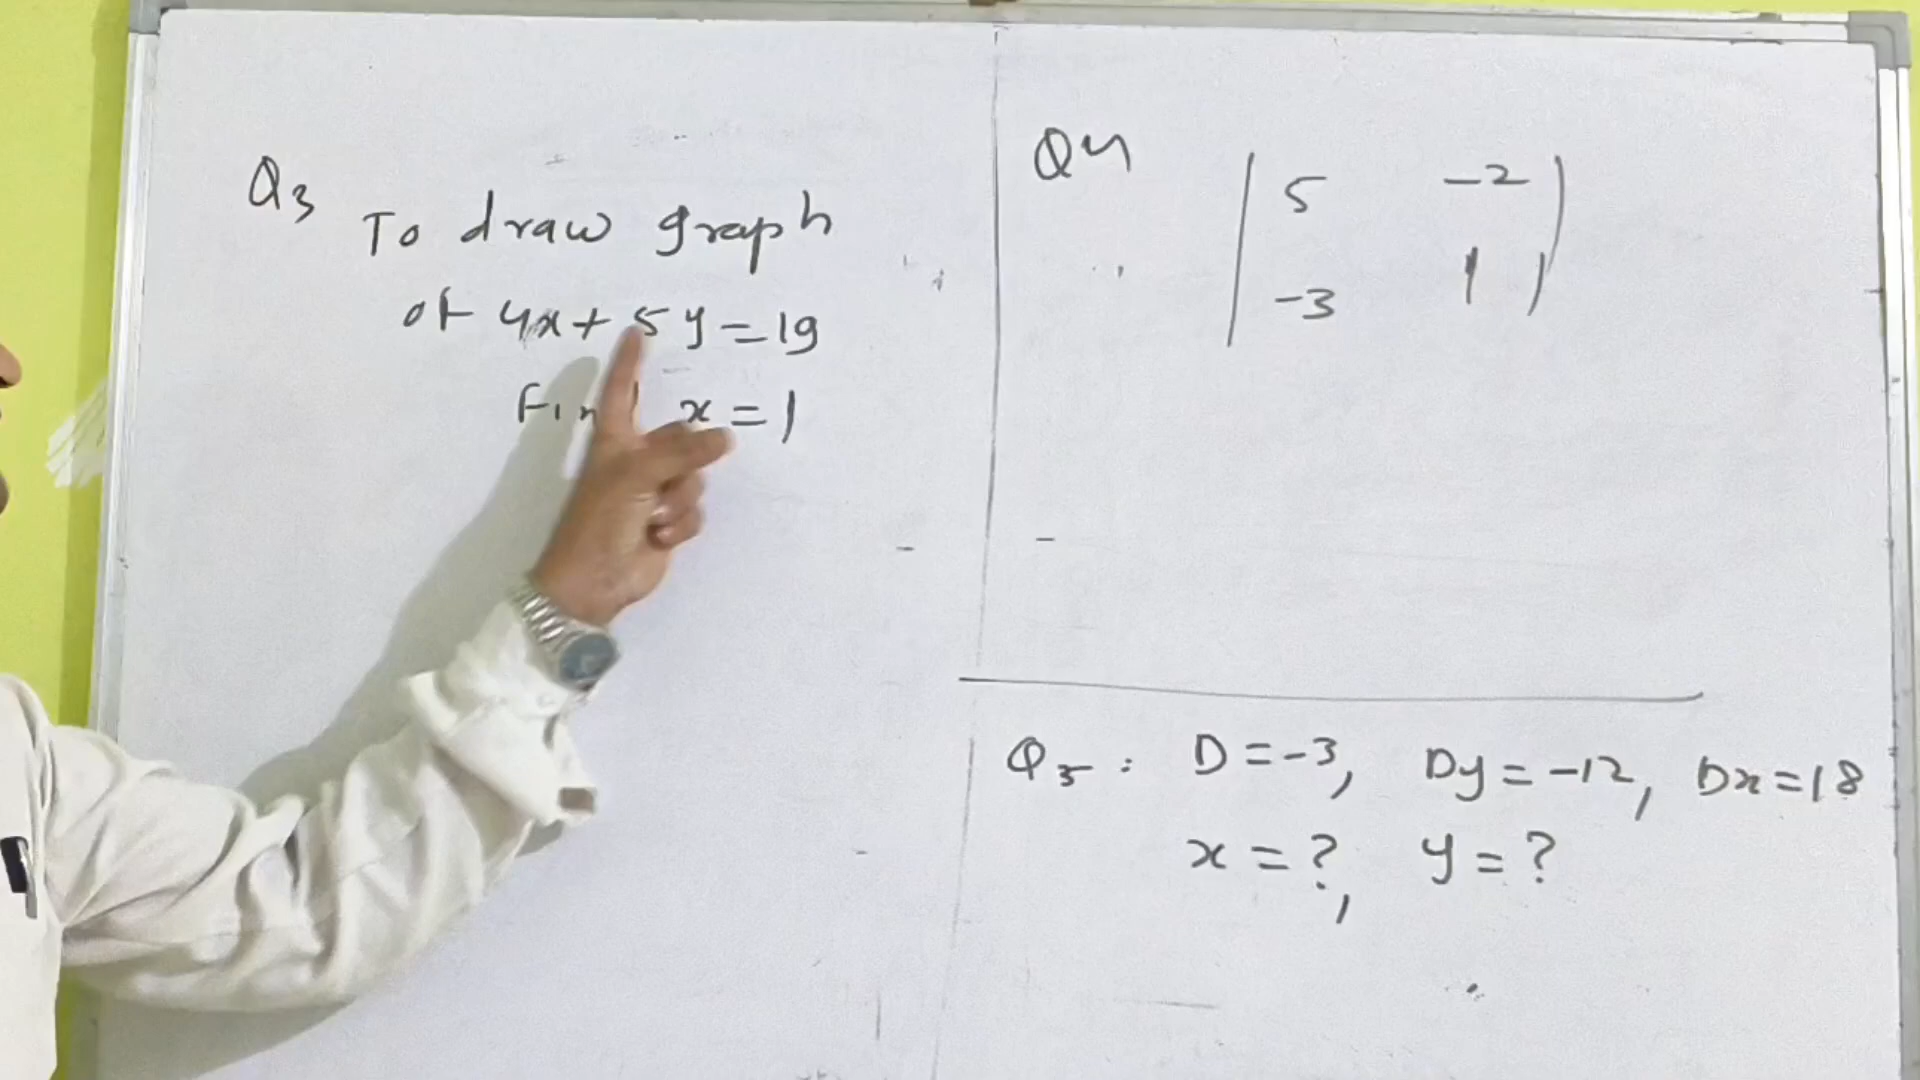 Q3 To draw graph
of 4x + 5y = 19
Find x = 1
Q4
| 5 -2 |
| -3 1 |
Q5 : D = -3, Dy = -12, Dx = 18
x = ?, y = ?